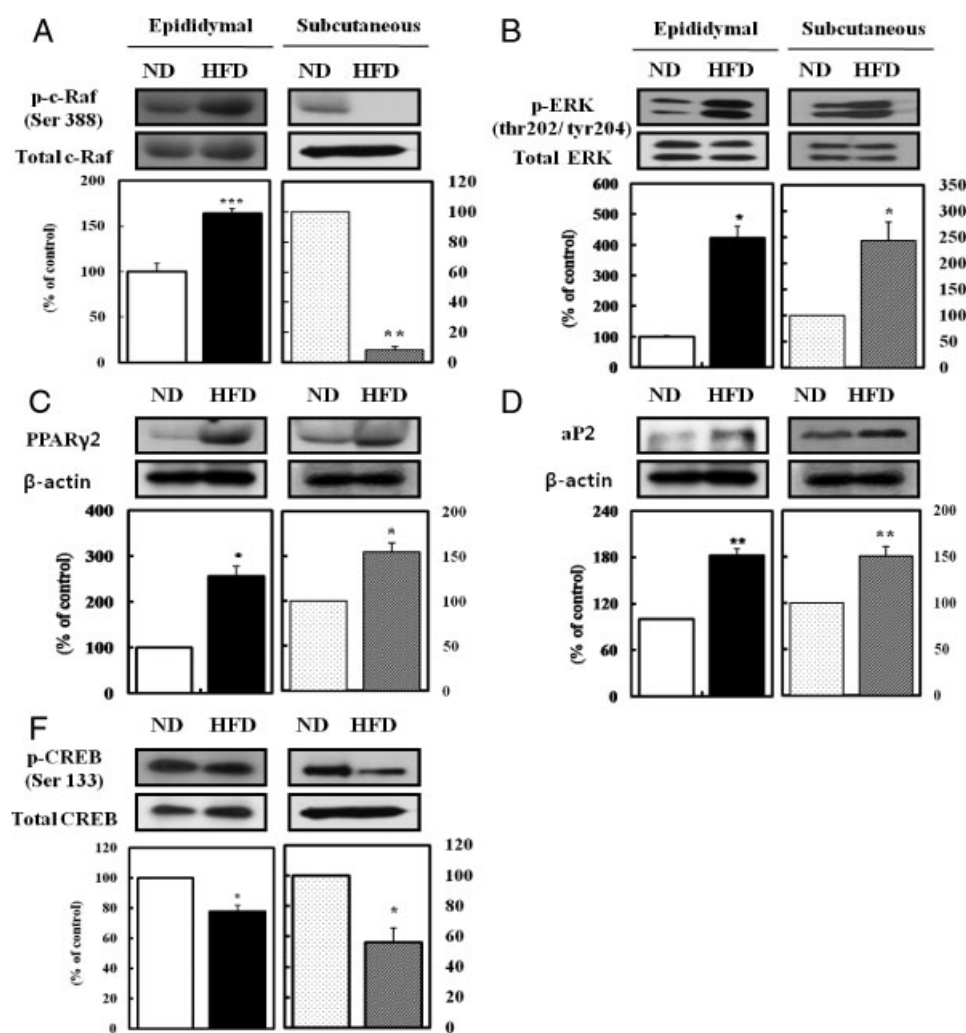 A
Epididymal Subcutaneous
ND HFD ND HFD
p-c-Raf
(Ser 388)
Total c-Raf
(% of control)
200
150
100
50
0
***
**
120
100
80
60
40
20
0
B
Epididymal Subcutaneous
ND HFD ND HFD
p-ERK
(thr202/ tyr204)
Total ERK
(% of control)
600
500
400
300
200
100
0
*
*
350
300
250
200
150
100
50
0
C
ND HFD ND HFD
PPARγ2
β-actin
(% of control)
400
300
200
100
0
*
*
200
150
100
50
0
D
ND HFD ND HFD
aP2
β-actin
(% of control)
240
180
120
60
0
**
**
200
150
100
50
0
F
ND HFD ND HFD
p-CREB
(Ser 133)
Total CREB
(% of control)
120
100
80
60
40
20
0
*
*
120
100
80
60
40
20
0